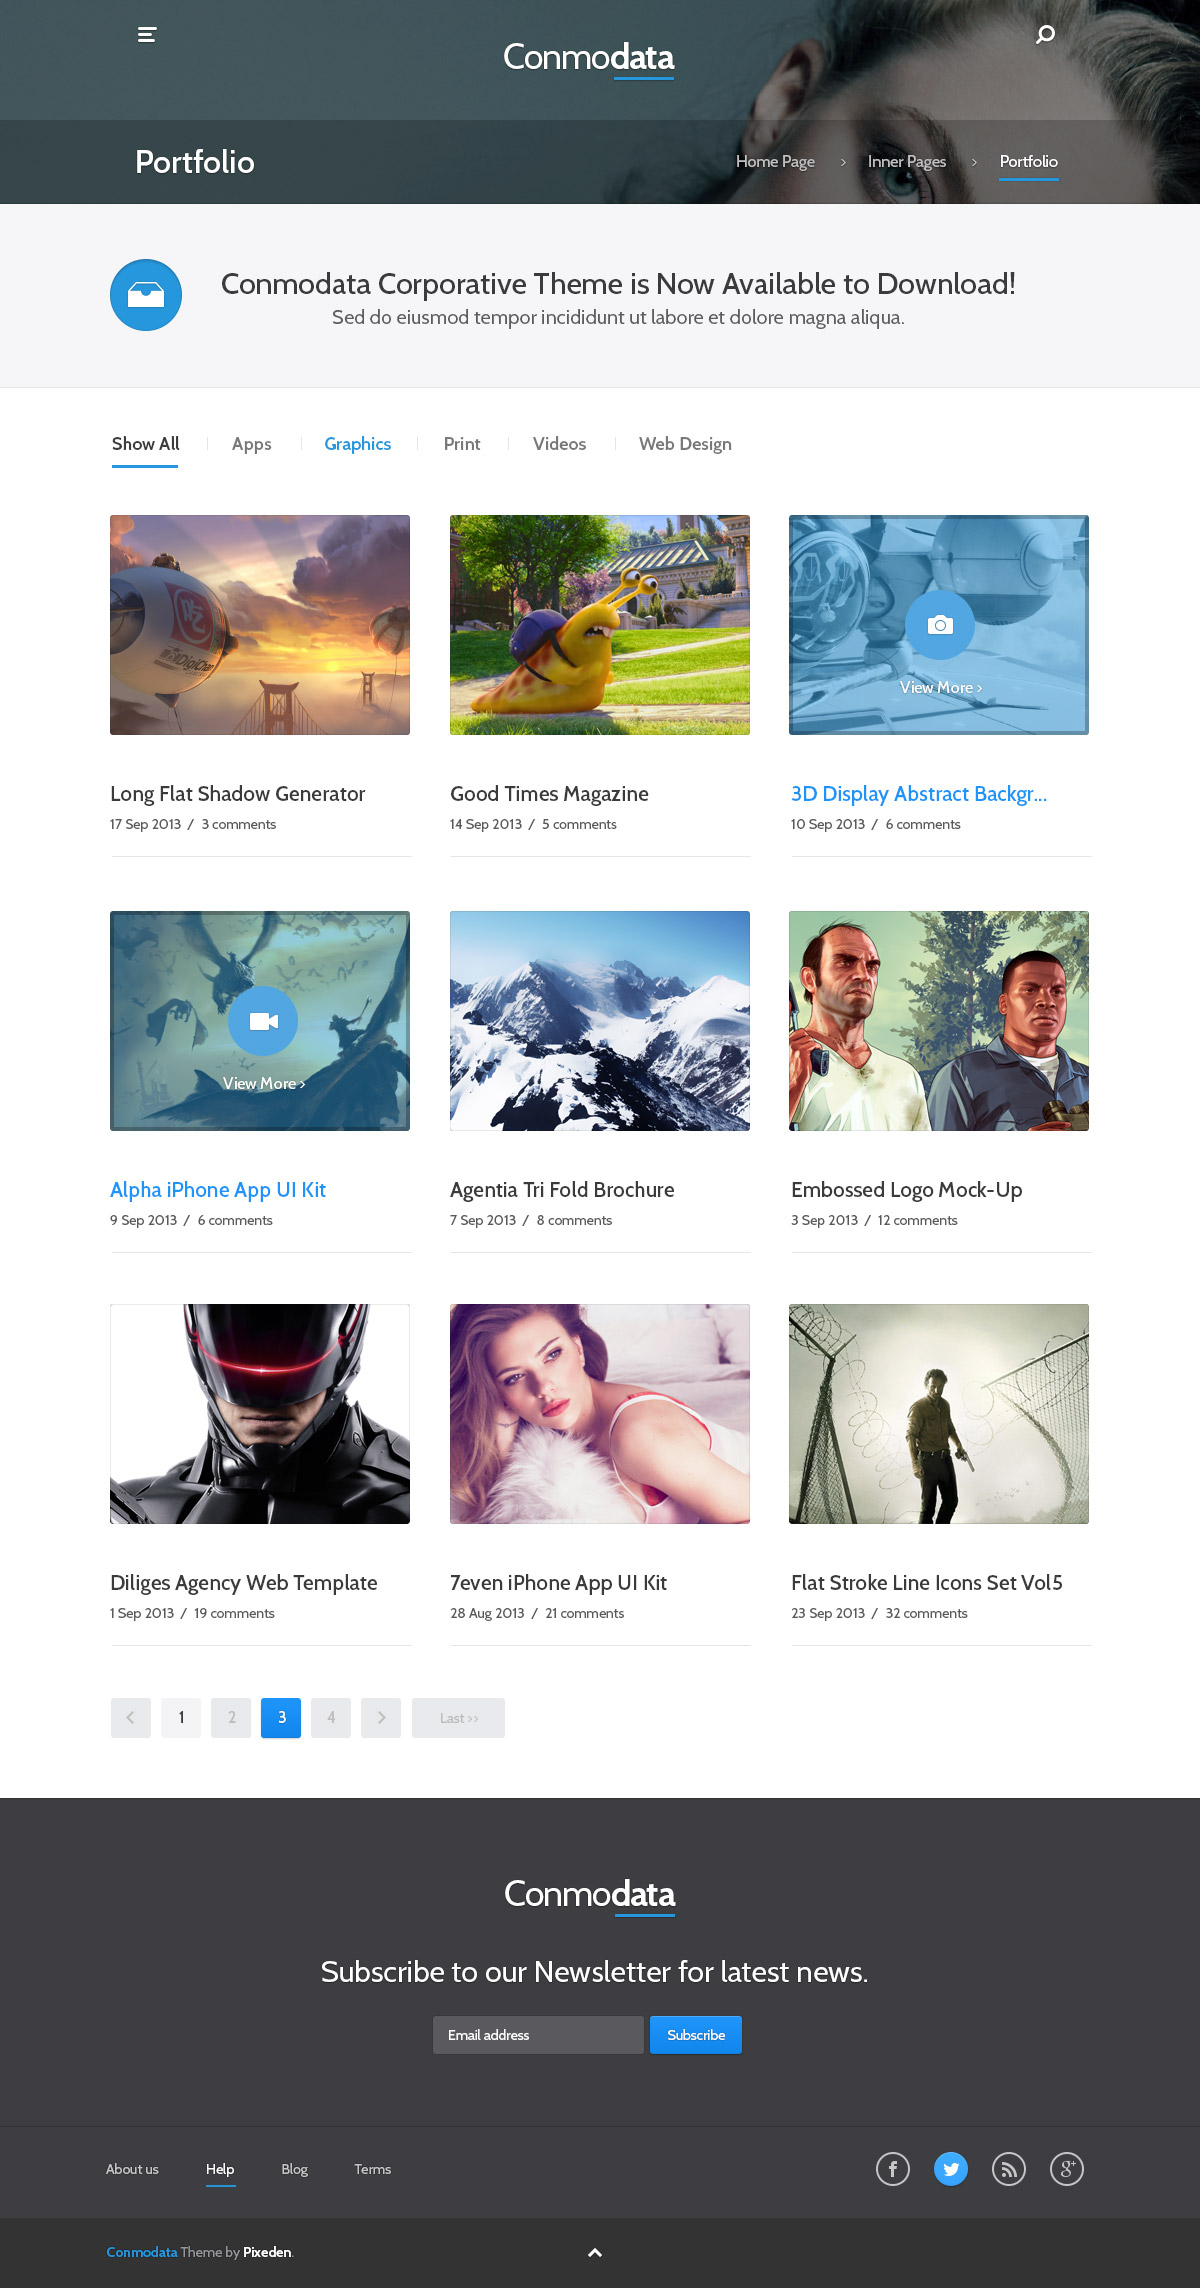 Conmodata
Portfolio
Home Page > Inner Pages > Portfolio
Conmodata Corporative Theme is Now Available to Download!
Sed do eiusmod tempor incididunt ut labore et dolore magna aliqua.
Show All Apps Graphics Print Videos Web Design
DigiChar
View More >
Long Flat Shadow Generator
17 Sep 2013 / 3 comments
Good Times Magazine
14 Sep 2013 / 5 comments
3D Display Abstract Backgr...
10 Sep 2013 / 6 comments
View More >
Alpha iPhone App UI Kit
9 Sep 2013 / 6 comments
Agentia Tri Fold Brochure
7 Sep 2013 / 8 comments
Embossed Logo Mock-Up
3 Sep 2013 / 12 comments
Diliges Agency Web Template
1 Sep 2013 / 19 comments
7even iPhone App UI Kit
28 Aug 2013 / 21 comments
Flat Stroke Line Icons Set Vol5
23 Sep 2013 / 32 comments
1 2 3 4 Last >>
Conmodata
Subscribe to our Newsletter for latest news.
Email address Subscribe
About us Help Blog Terms
Conmodata Theme by Pixeden.